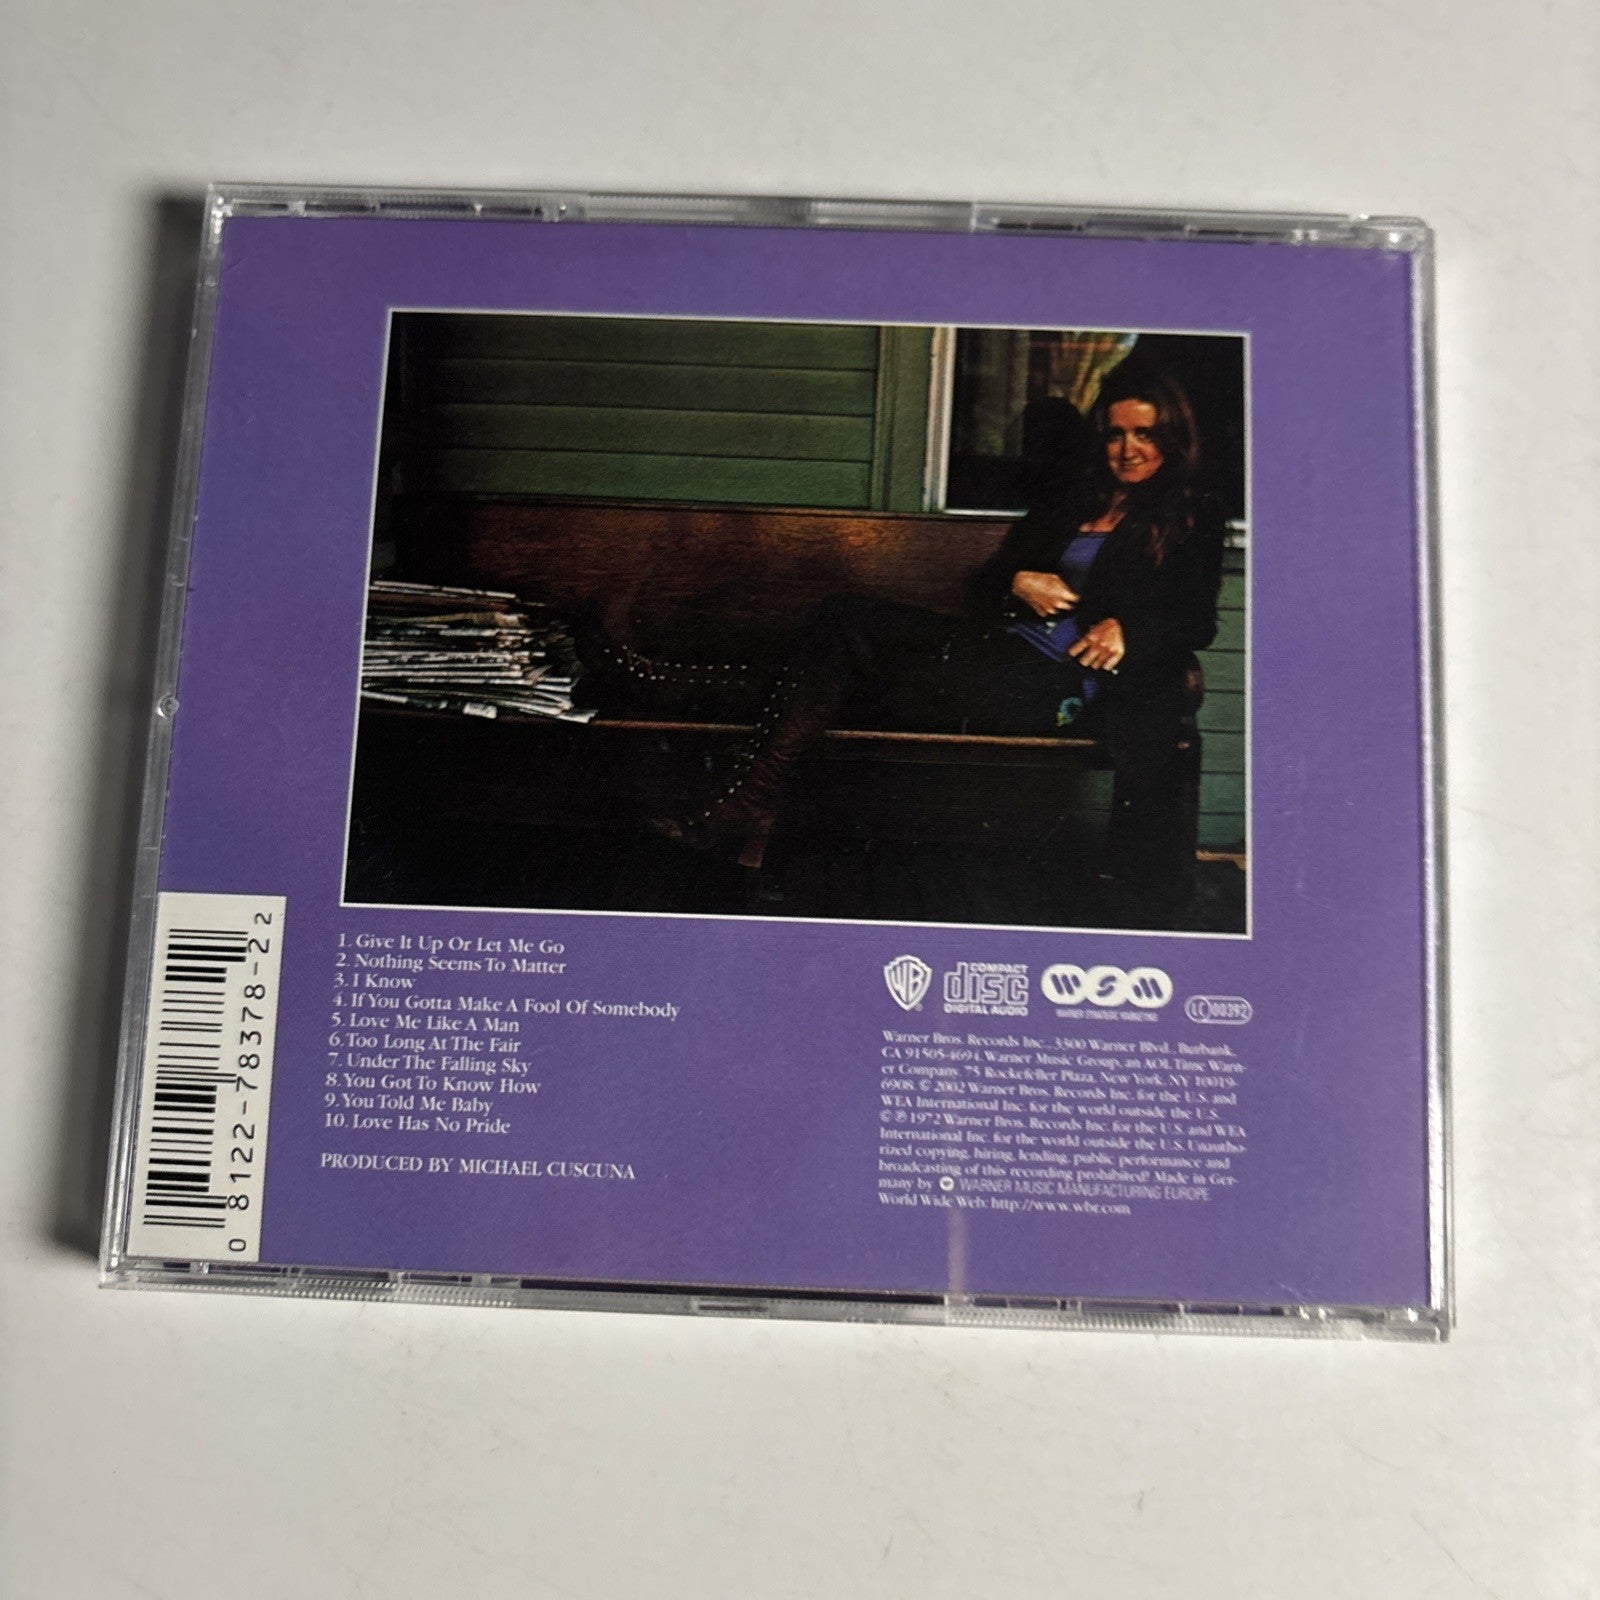 1. Give It Up Or Let Me Go
2. Nothing Seems To Matter
3. I Know
4. If You Gotta Make A Fool Of Somebody
5. Love Me Like A Man
6. Too Long At The Fair
7. Under The Falling Sky
8. You Got To Know How
9. You Told Me Baby
10. Love Has No Pride
PRODUCED BY MICHAEL CUSCUNA
0 8122-78378-2 2
WB
COMPACT
disc
DIGITAL AUDIO
WSM
WARNER STRATEGIC MARKETING
LC 00392
Warner Bros. Records Inc., 3300 Warner Blvd., Burbank,
CA 91505-4694. Warner Music Group, an AOL Time Warn-
er Company. 75 Rockefeller Plaza, New York, NY 10019-
6908. © 2002 Warner Bros. Records Inc. for the U.S. and
WEA International Inc. for the world outside the U.S.
© ℗ 1972 Warner Bros. Records Inc. for the U.S. and WEA
International Inc. for the world outside the U.S. Unautho-
rized copying, hiring, lending, public performance and
broadcasting of this recording prohibited! Made in Ger-
many by WARNER MUSIC MANUFACTURING EUROPE.
World Wide Web: http://www.wbr.com